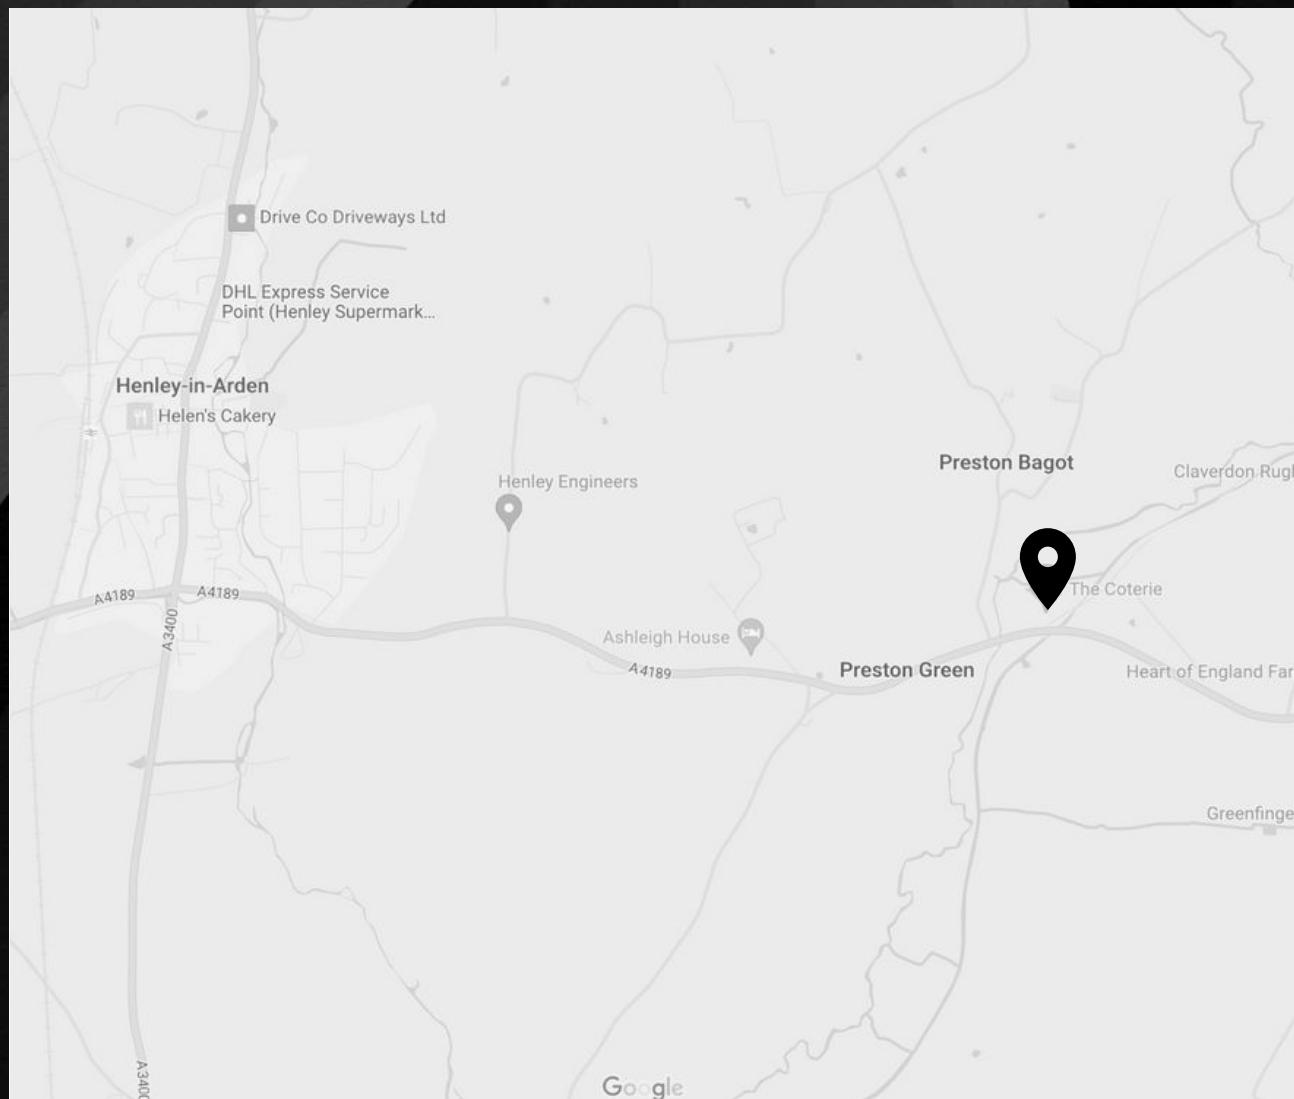 Drive Co Driveways Ltd
DHL Express Service
Point (Henley Supermark...
Henley-in-Arden
Helen's Cakery
Preston Bagot
Claverdon Rugl
Henley Engineers
A4189
A4189
The Coterie
A3400
Ashleigh House
A4189
Preston Green
Heart of England Far
Greenfinge
A3400
Google